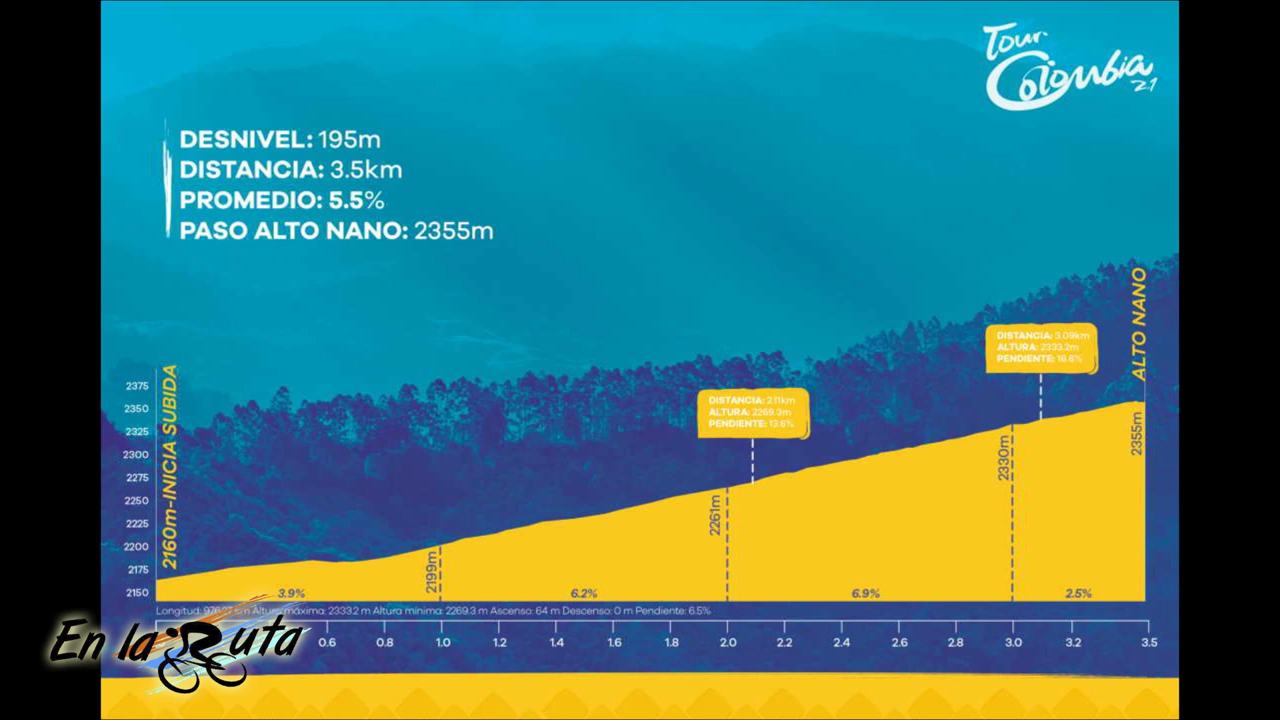 Tour
Colombia
2.1
DESNIVEL: 195m
DISTANCIA: 3.5km
PROMEDIO: 5.5%
PASO ALTO NANO: 2355m
ALTO NANO
DISTANCIA: 3.09km
ALTURA: 2333.2m
PENDIENTE: 16.6%
DISTANCIA: 2.11km
ALTURA: 2269.3m
PENDIENTE: 13.6%
2160m-INICIA SUBIDA
2375
2350
2325
2300
2275
2250
2225
2200
2175
2150
2199m
2261m
2330m
2355m
3.9% 6.2% 6.9% 2.5%
Longitud: km Altura máxima: 2333.2 m Altura mínima: 2269.3 m Ascenso: 64 m Descenso: 0 m Pendiente: 6.5%
0.6 0.8 1.0 1.2 1.4 1.6 1.8 2.0 2.2 2.4 2.6 2.8 3.0 3.2 3.5
En la Ruta